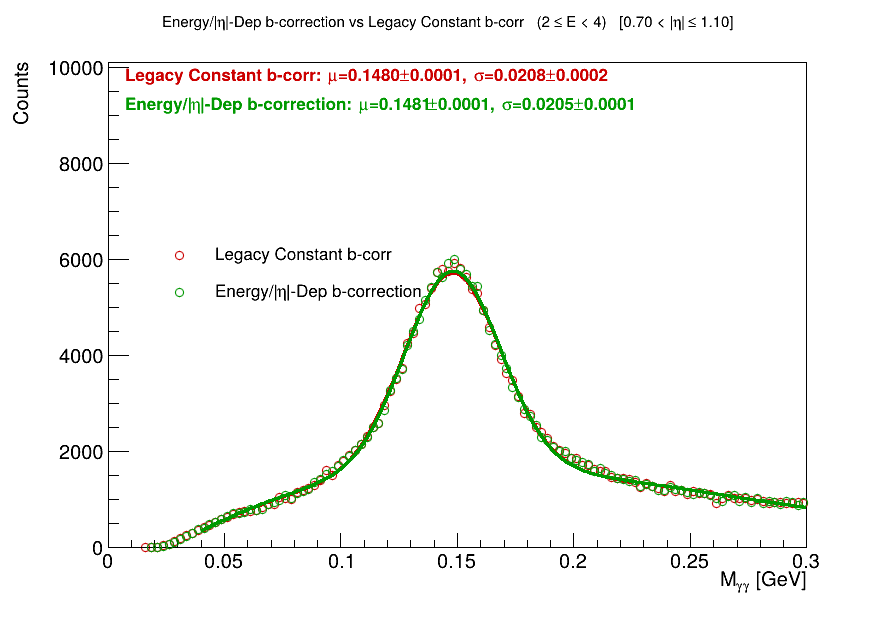 Energy/|η|-Dep b-correction vs Legacy Constant b-corr (2 ≤ E < 4) [0.70 < |η| ≤ 1.10]
Counts
Legacy Constant b-corr: μ=0.1480±0.0001, σ=0.0208±0.0002
Energy/|η|-Dep b-correction: μ=0.1481±0.0001, σ=0.0205±0.0001
10000
8000
6000
4000
2000
0
Legacy Constant b-corr
Energy/|η|-Dep b-correction
0 0.05 0.1 0.15 0.2 0.25 0.3
M_γγ [GeV]